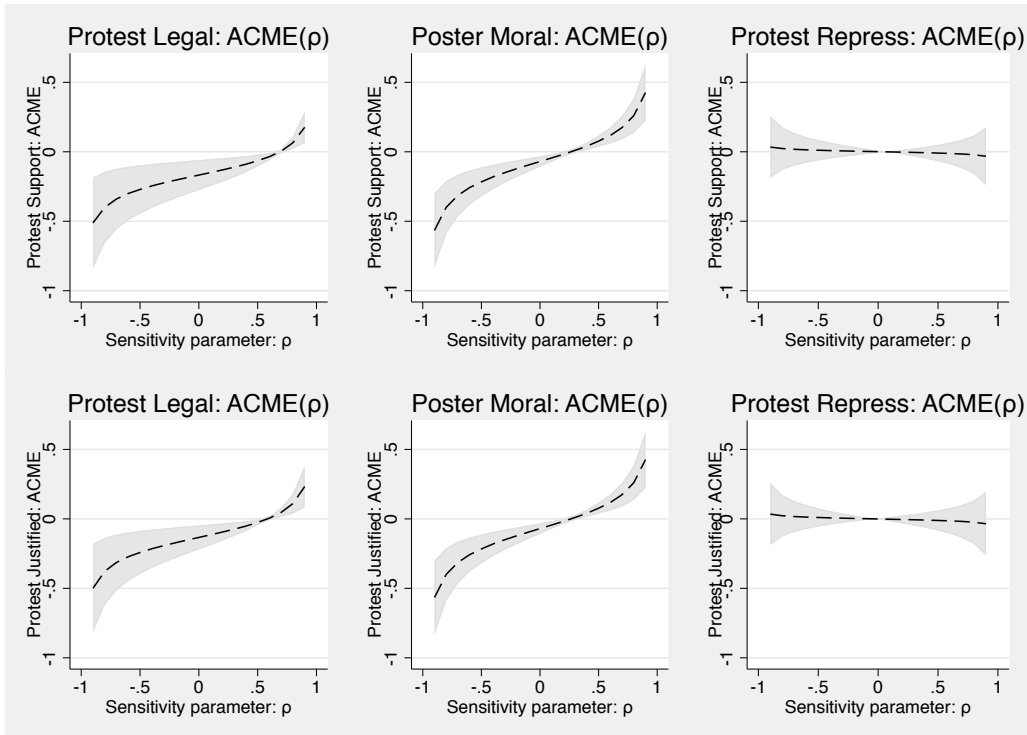 Protest Legal: ACME(ρ)
Protest Support: ACME
.5
0
-.5
-1
-1 -.5 0 .5 1
Sensitivity parameter: ρ
Poster Moral: ACME(ρ)
Protest Support: ACME
.5
0
-.5
-1
-1 -.5 0 .5 1
Sensitivity parameter: ρ
Protest Repress: ACME(ρ)
Protest Support: ACME
.5
0
-.5
-1
-1 -.5 0 .5 1
Sensitivity parameter: ρ
Protest Legal: ACME(ρ)
Protest Justified: ACME
.5
0
-.5
-1
-1 -.5 0 .5 1
Sensitivity parameter: ρ
Poster Moral: ACME(ρ)
Protest Justified: ACME
.5
0
-.5
-1
-1 -.5 0 .5 1
Sensitivity parameter: ρ
Protest Repress: ACME(ρ)
Protest Justified: ACME
.5
0
-.5
-1
-1 -.5 0 .5 1
Sensitivity parameter: ρ